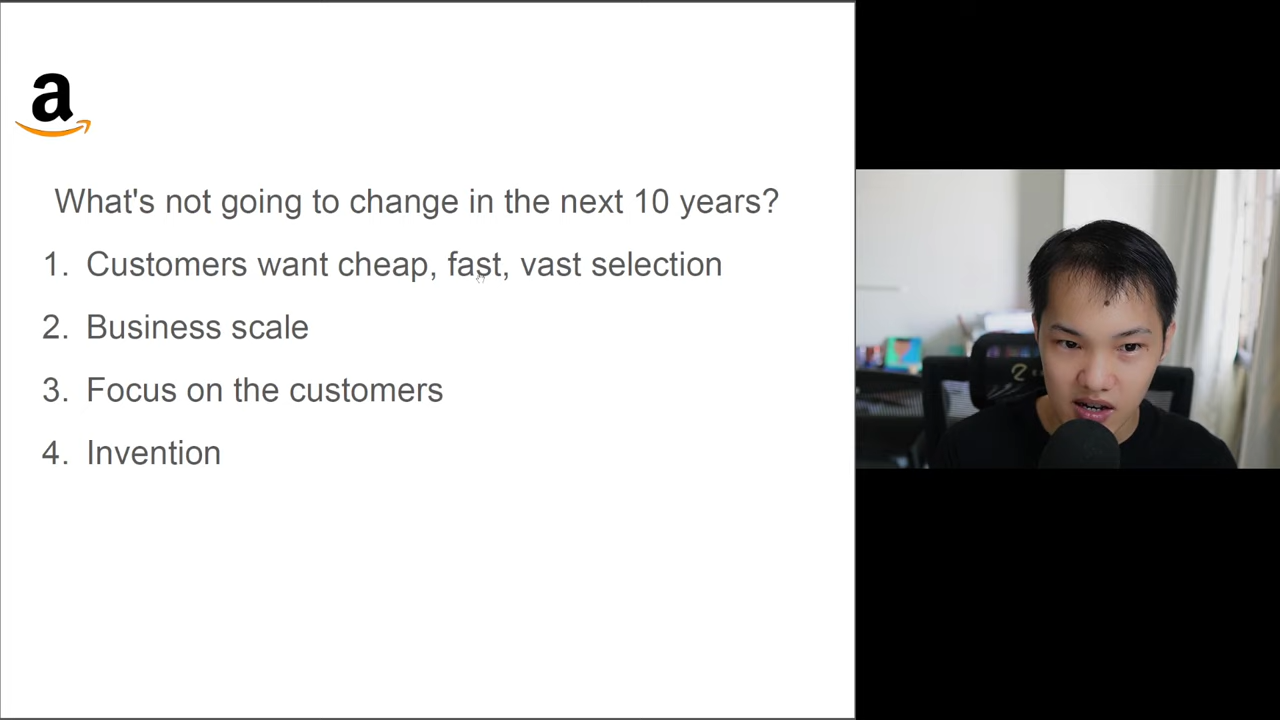 a
What's not going to change in the next 10 years?
1. Customers want cheap, fast, vast selection
2. Business scale
3. Focus on the customers
4. Invention